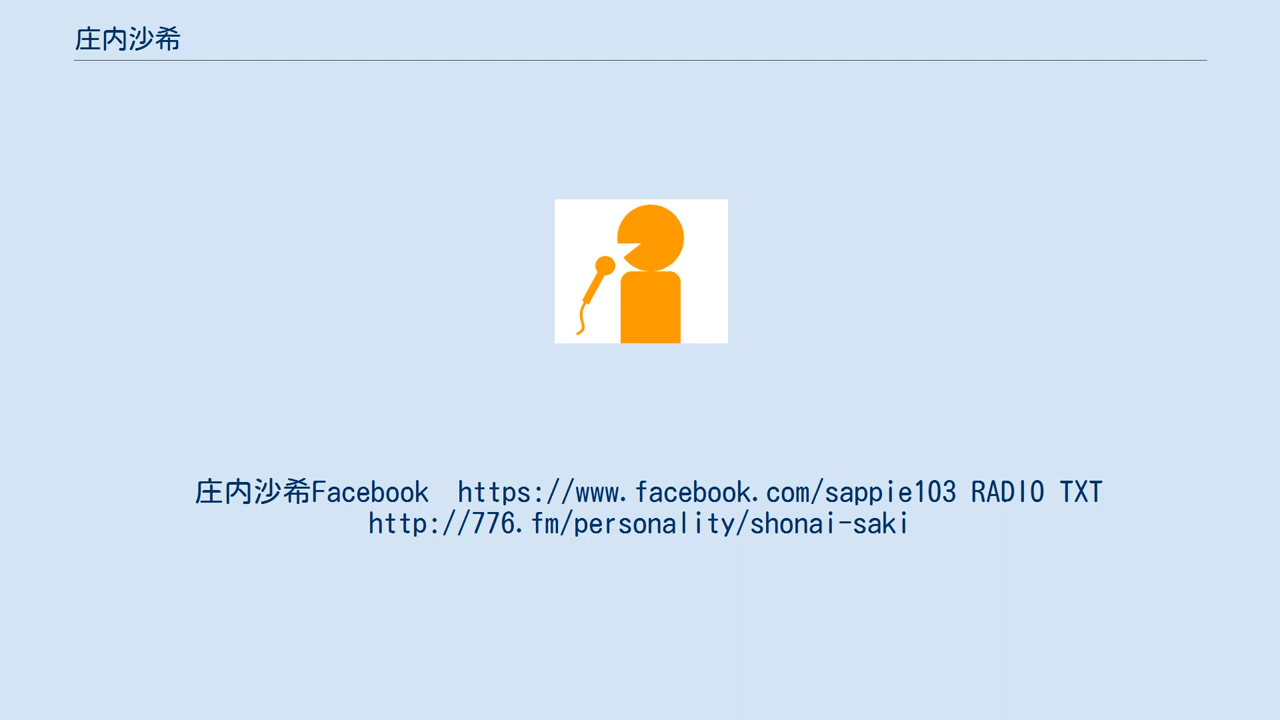 庄内沙希
庄内沙希Facebook　https://www.facebook.com/sappie103 RADIO TXT
http://776.fm/personality/shonai-saki